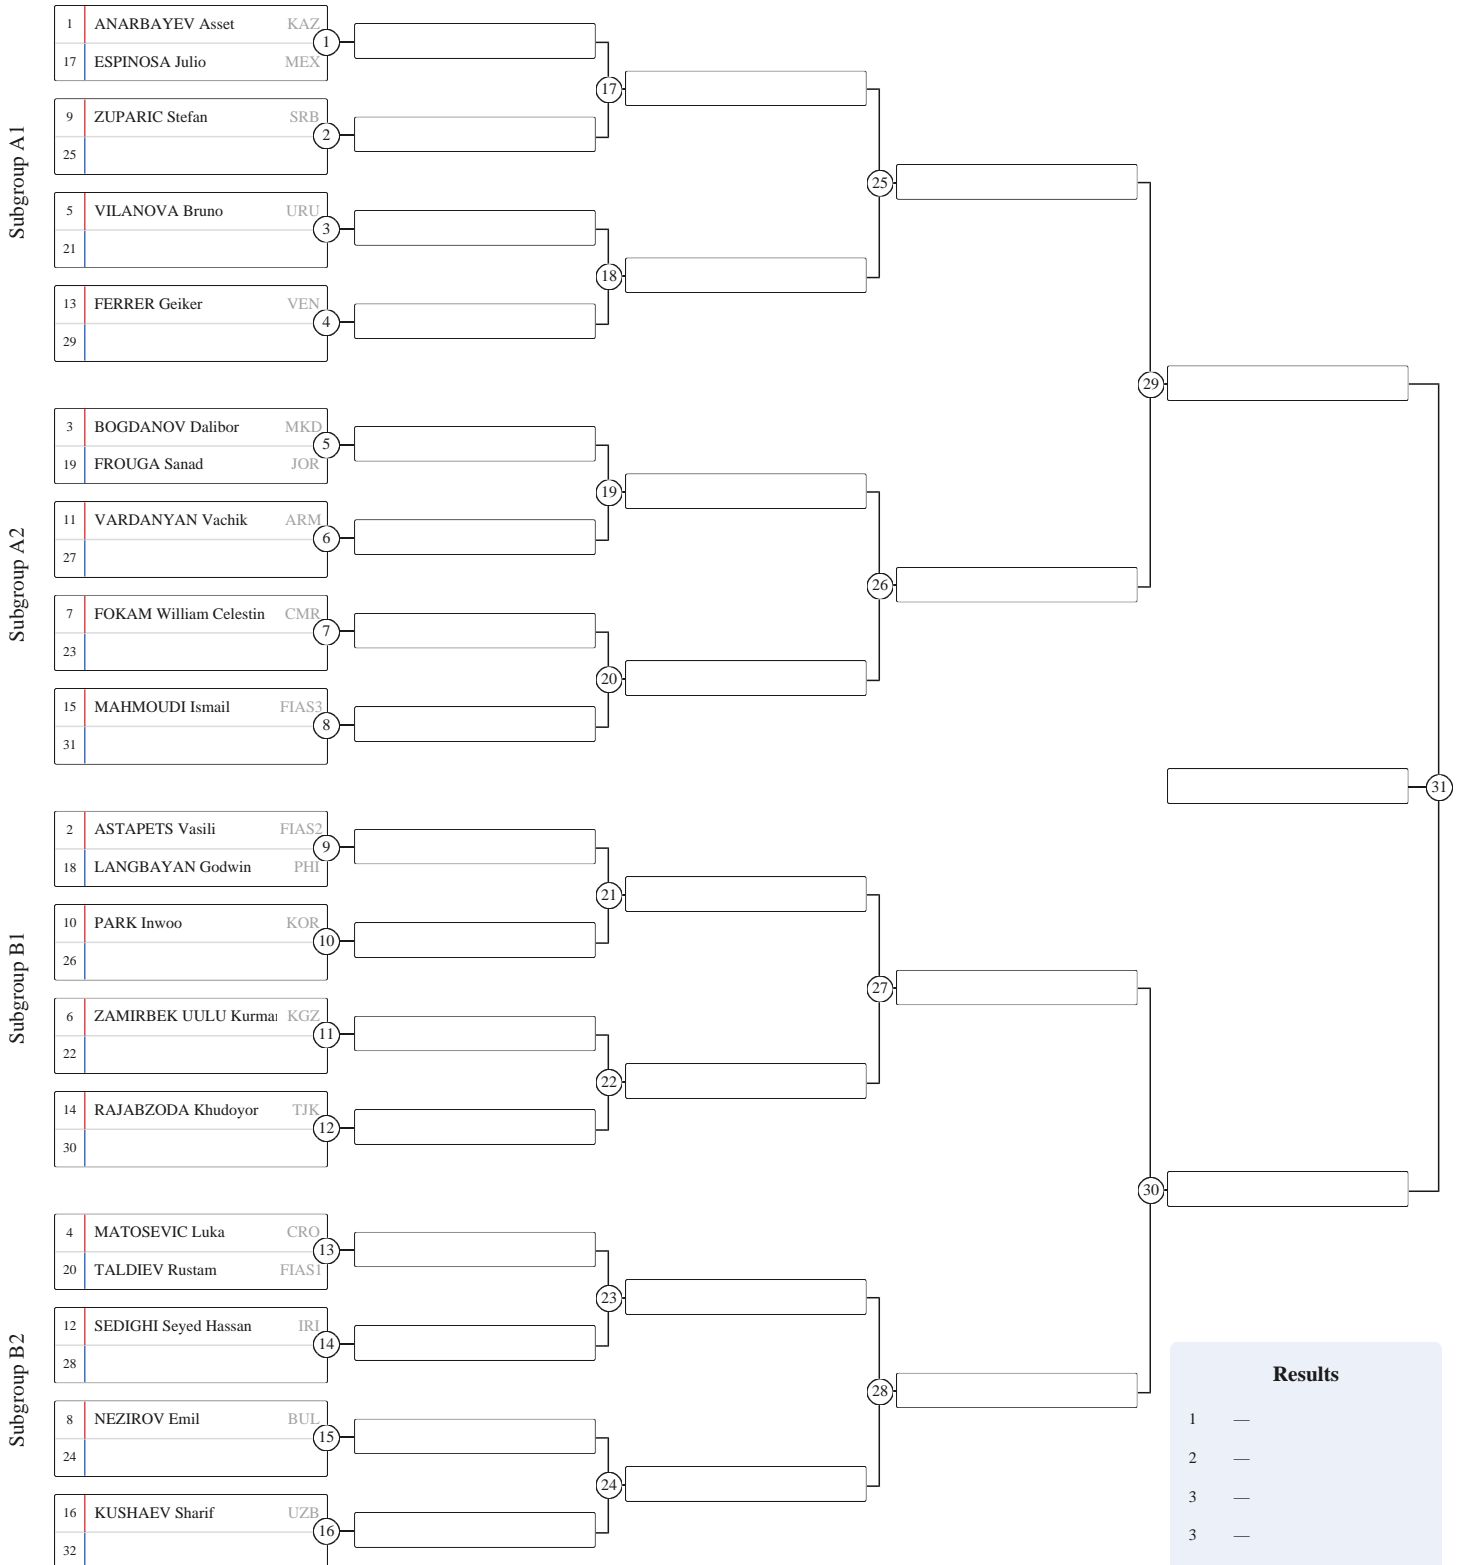 Subgroup A1
1 ANARBAYEV Asset KAZ
17 ESPINOSA Julio MEX
1
9 ZUPARIC Stefan SRB
25
2
5 VILANOVA Bruno URU
21
3
13 FERRER Geiker VEN
29
4
17
18
25
Subgroup A2
3 BOGDANOV Dalibor MKD
19 FROUGA Sanad JOR
5
11 VARDANYAN Vachik ARM
27
6
7 FOKAM William Celestin CMR
23
7
15 MAHMOUDI Ismail FIAS3
31
8
19
20
26
29
Subgroup B1
2 ASTAPETS Vasili FIAS2
18 LANGBAYAN Godwin PHI
9
10 PARK Inwoo KOR
26
10
6 ZAMIRBEK UULU Kurma KGZ
22
11
14 RAJABZODA Khudoyor TJK
30
12
21
22
27
Subgroup B2
4 MATOSEVIC Luka CRO
20 TALDIEV Rustam FIAS1
13
12 SEDIGHI Seyed Hassan IRI
28
14
8 NEZIROV Emil BUL
24
15
16 KUSHAEV Sharif UZB
32
16
23
24
28
30
31
Results
1 —
2 —
3 —
3 —